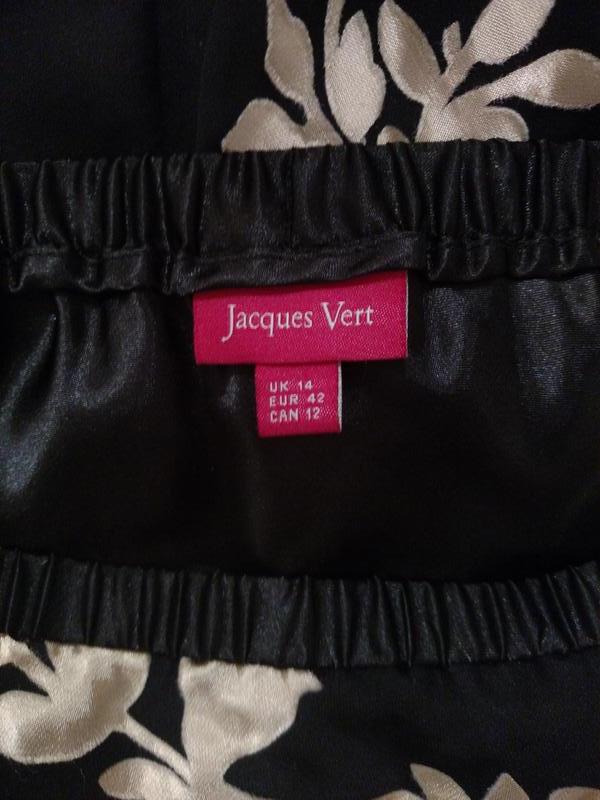 Jacques Vert
UK 14
EUR 42
CAN 12